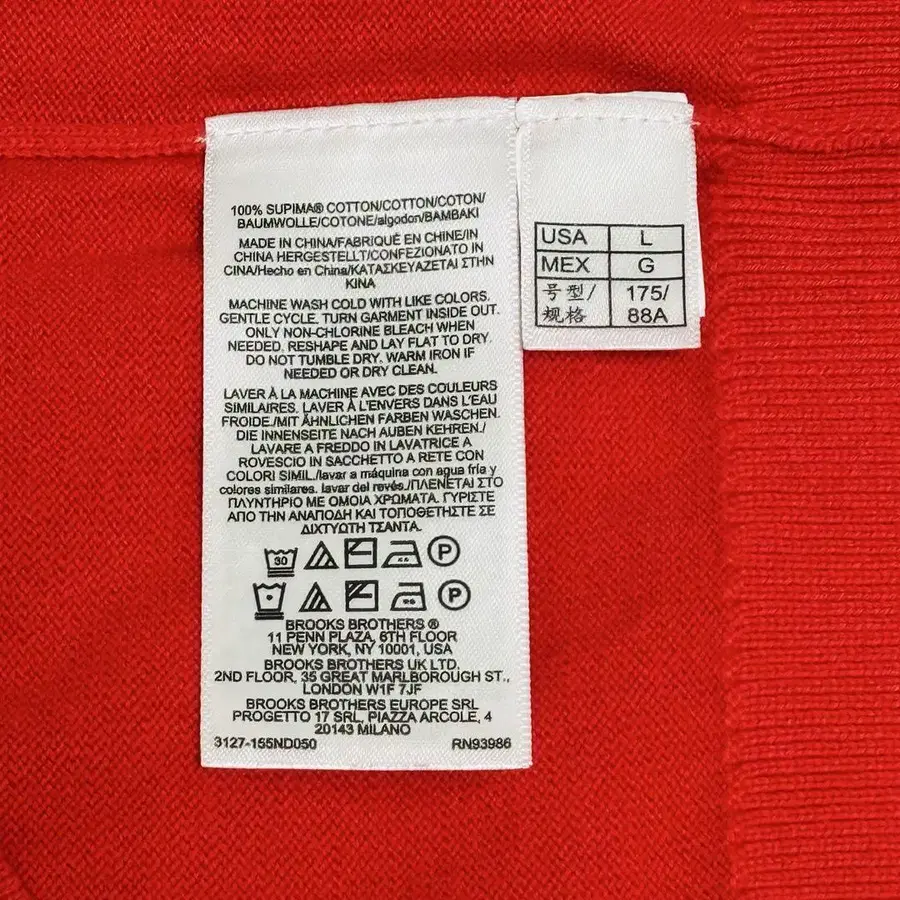 100% SUPIMA® COTTON/COTTON/COTON/
BAUMWOLLE/COTONE/algodon/BAMBAKI
MADE IN CHINA/FABRIQUÉ EN CHINE/IN
CHINA HERGESTELLT/CONFEZIONATO IN
CINA/Hecho en China/ΚΑΤΑΣΚΕΥΑΖΕΤΑΙ ΣΤΗΝ
ΚΙΝΑ
MACHINE WASH COLD WITH LIKE COLORS,
GENTLE CYCLE. TURN GARMENT INSIDE OUT.
ONLY NON-CHLORINE BLEACH WHEN
NEEDED. RESHAPE AND LAY FLAT TO DRY.
DO NOT TUMBLE DRY. WARM IRON IF
NEEDED OR DRY CLEAN.
LAVER À LA MACHINE AVEC DES COULEURS
SIMILAIRES. LAVER À L'ENVERS DANS L'EAU
FROIDE./MIT ÄHNLICHEN FARBEN WASCHEN.
DIE INNENSEITE NACH AUßEN KEHREN./
LAVARE A FREDDO IN LAVATRICE A
ROVESCIO IN SACCHETTO A RETE CON
COLORI SIMIL./lavar a máquina con agua fría y
colores similares. lavar del revés./ΠΛΕΝΕΤΑΙ ΣΤΟ
ΠΛΥΝΤΗΡΙΟ ΜΕ ΟΜΟΙΑ ΧΡΩΜΑΤΑ. ΓΥΡΙΣΤΕ
ΑΠΟ ΤΗΝ ΑΝΑΠΟΔΗ ΚΑΙ ΤΟΠΟΘΕΤΗΣΤΕ ΣΕ
ΔΙΧΤΥΩΤΗ ΤΣΑΝΤΑ.
30 P
P
BROOKS BROTHERS ®
11 PENN PLAZA, 6TH FLOOR
NEW YORK, NY 10001, USA
BROOKS BROTHERS UK LTD.
2ND FLOOR, 35 GREAT MARLBOROUGH ST.,
LONDON W1F 7JF
BROOKS BROTHERS EUROPE SRL
PROGETTO 17 SRL, PIAZZA ARCOLE, 4
20143 MILANO
3127-155ND050 RN93986
USA L
MEX G
号型/ 175/
规格 88A